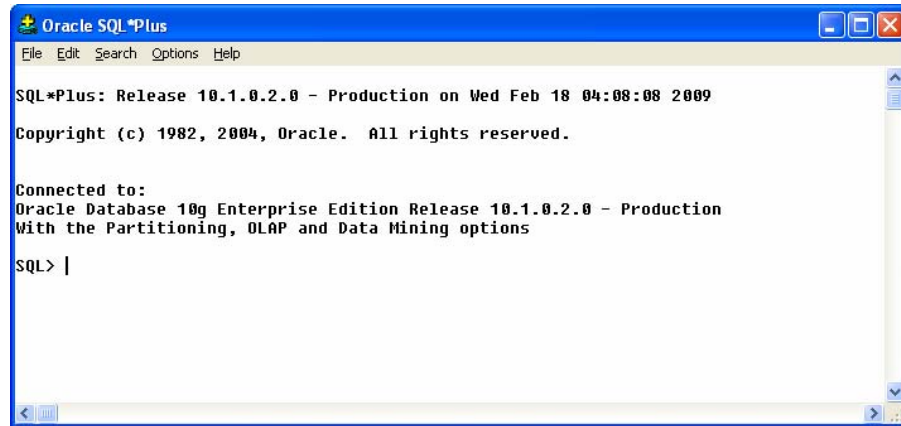 Oracle SQL*Plus
File Edit Search Options Help
SQL*Plus: Release 10.1.0.2.0 - Production on Wed Feb 18 04:08:08 2009
Copyright (c) 1982, 2004, Oracle. All rights reserved.
Connected to:
Oracle Database 10g Enterprise Edition Release 10.1.0.2.0 - Production
With the Partitioning, OLAP and Data Mining options
SQL>